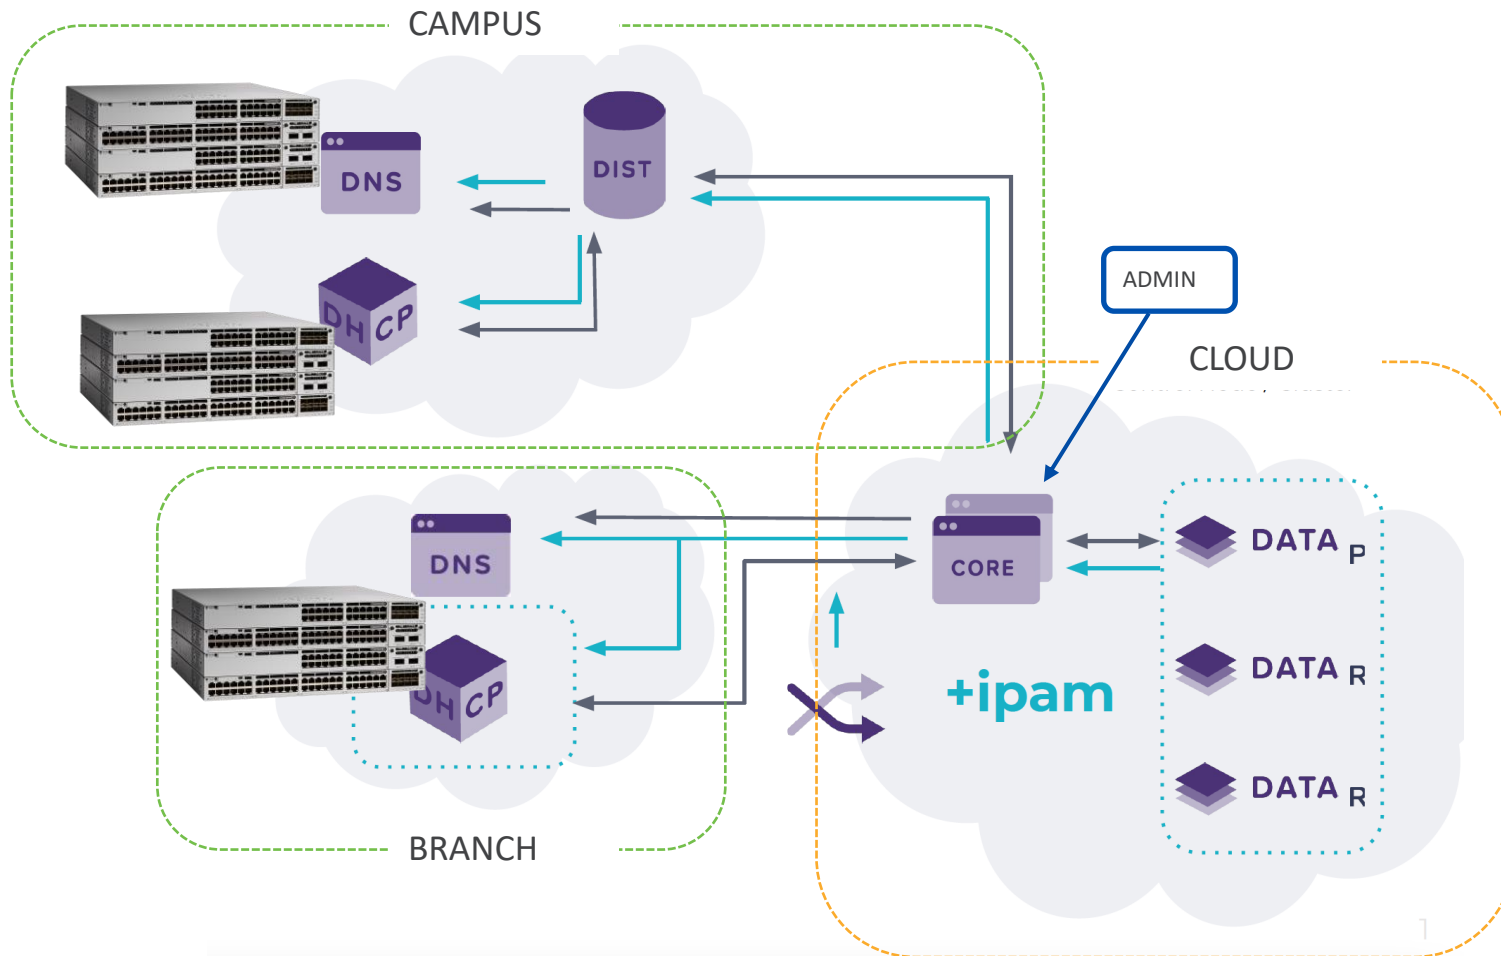 CAMPUS
DNS
DIST
DHCP
ADMIN
CLOUD
DNS
CORE
DATA P
DHCP
+ipam
DATA R
DATA R
BRANCH